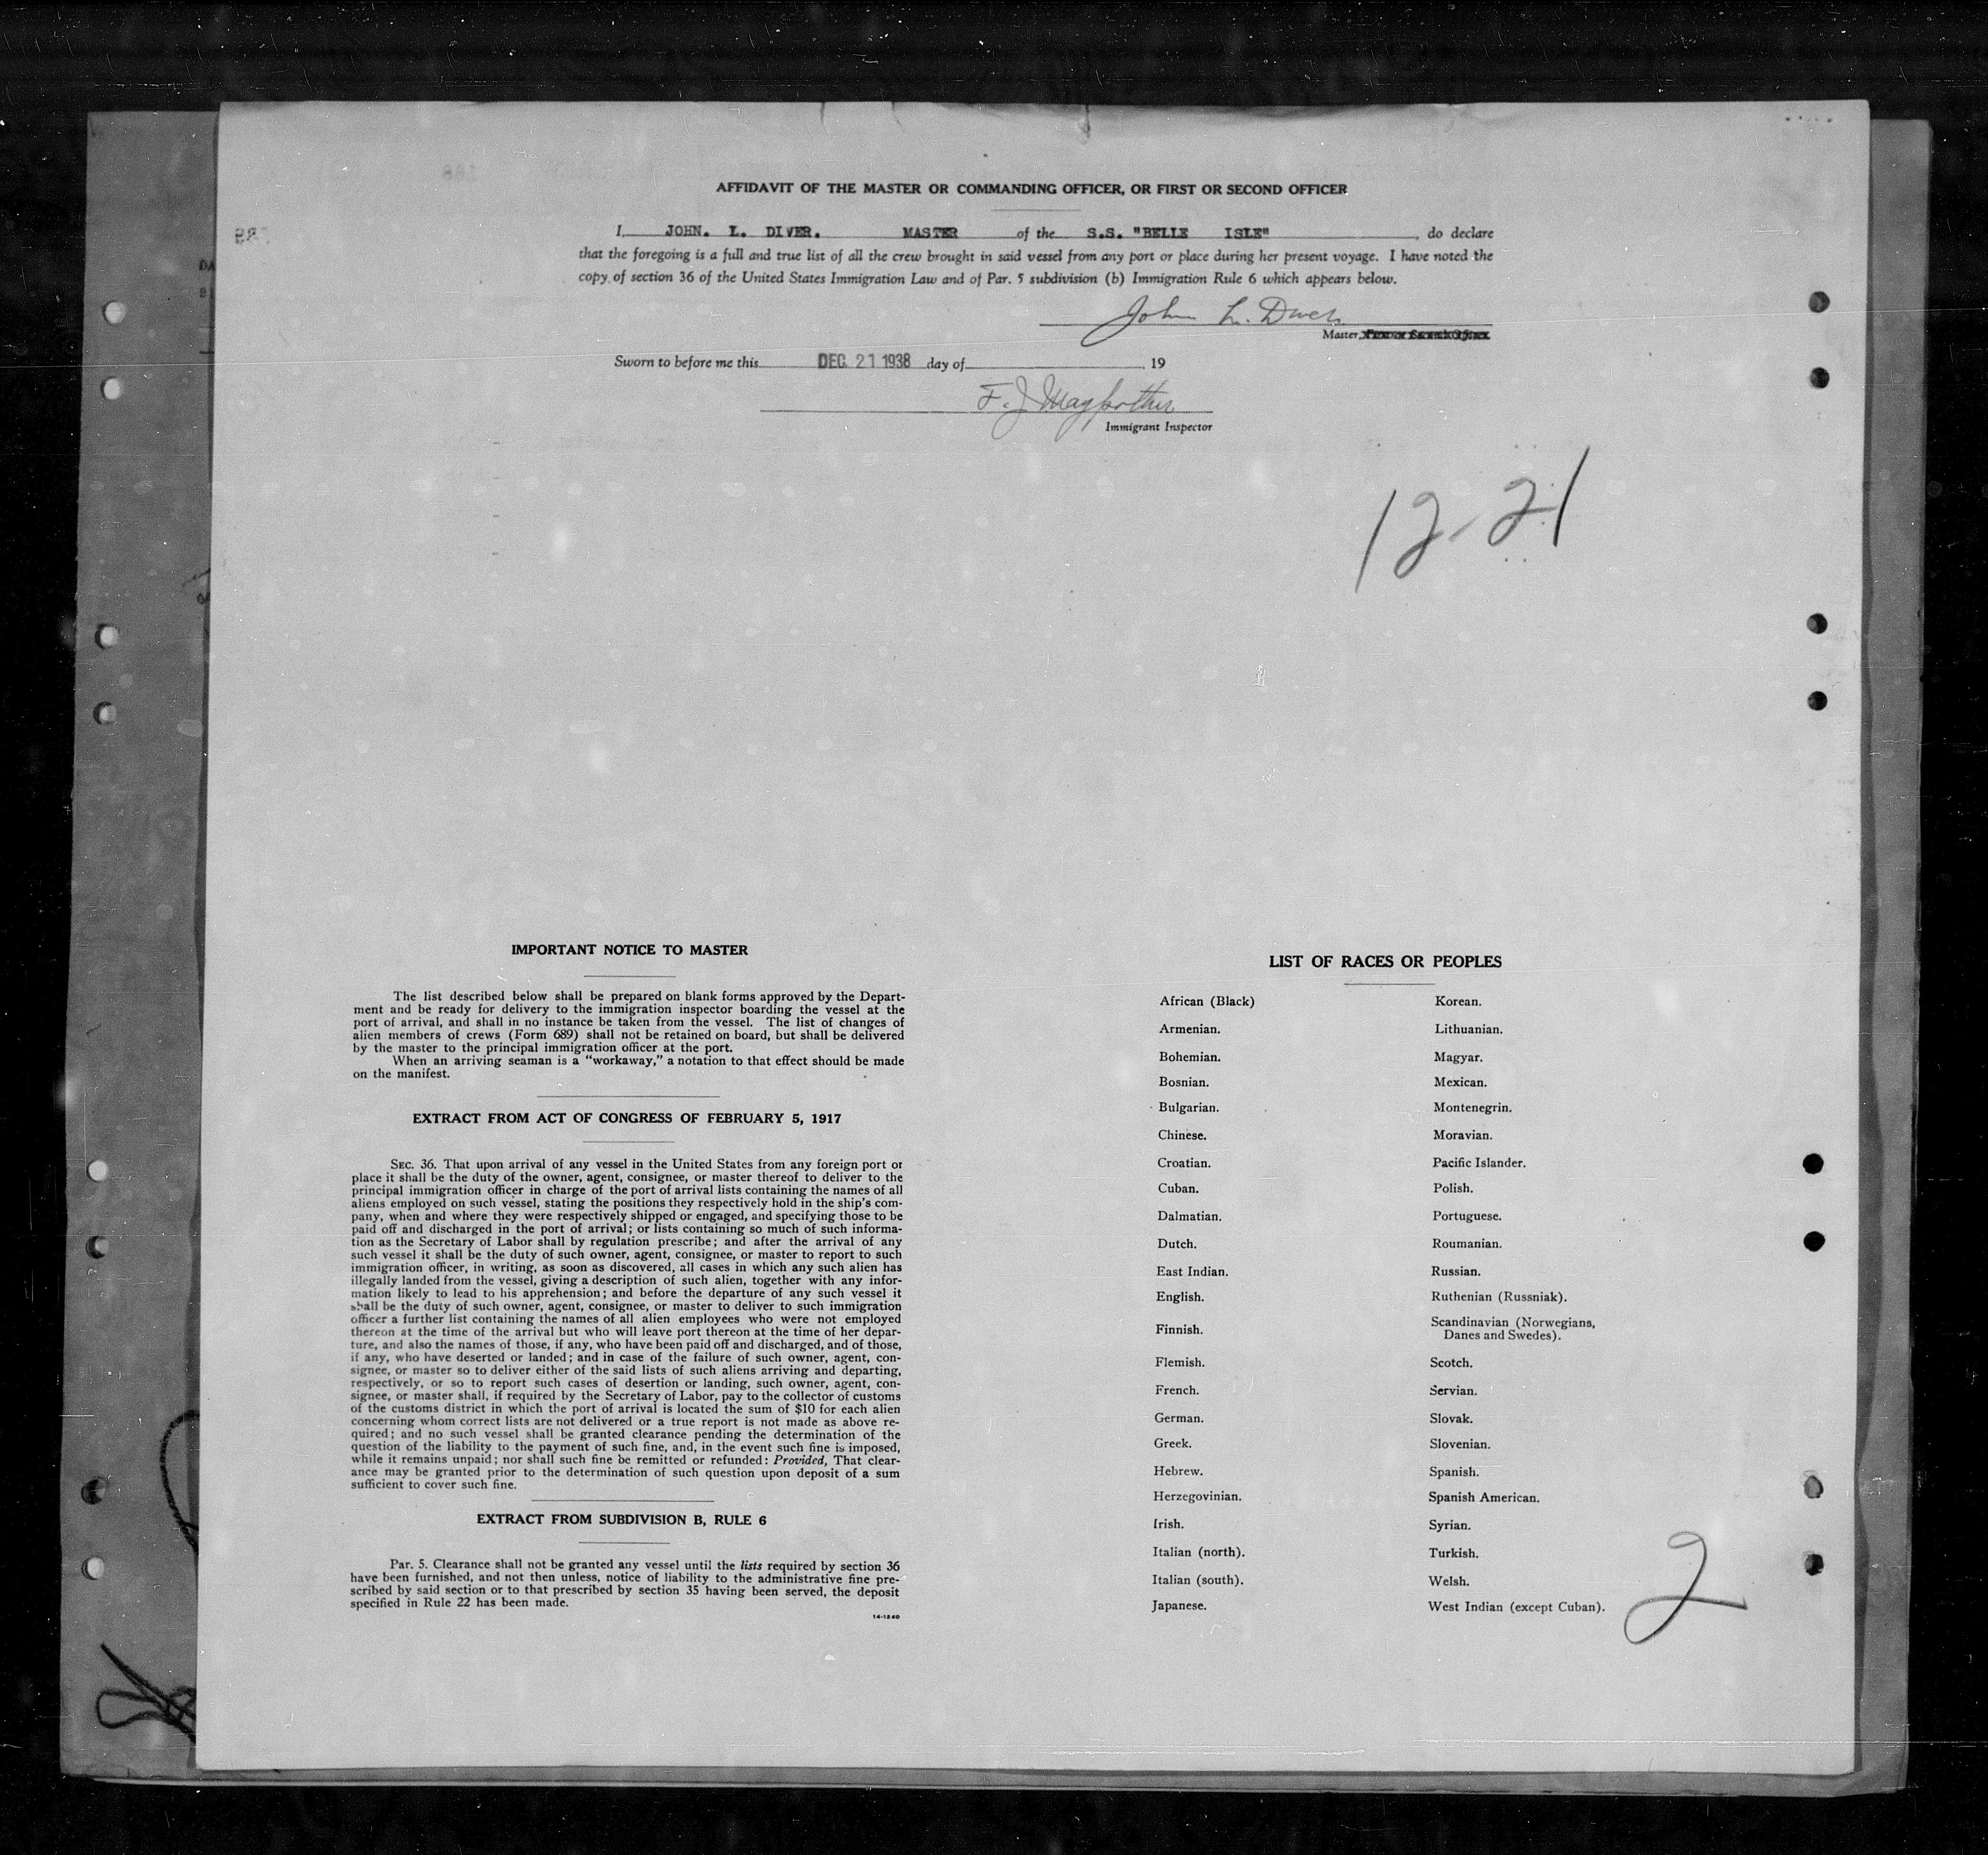 AFFIDAVIT OF THE MASTER OR COMMANDING OFFICER, OR FIRST OR SECOND OFFICER
I, JOHN. L. DIVER. MASTER of the S.S. "BELLE ISLE", do declare
that the foregoing is a full and true list of all the crew brought in said vessel from any port or place during her present voyage. I have noted the
copy of section 36 of the United States Immigration Law and of Par. 5 subdivision (b) Immigration Rule 6 which appears below.
John L. Diver
Master,
Sworn to before me this DEC. 21 1938 day of , 19
F. J.
Immigrant Inspector
12-21
IMPORTANT NOTICE TO MASTER
The list described below shall be prepared on blank forms approved by the Depart-
ment and be ready for delivery to the immigration inspector boarding the vessel at the
port of arrival, and shall in no instance be taken from the vessel. The list of changes of
alien members of crews (Form 689) shall not be retained on board, but shall be delivered
by the master to the principal immigration officer at the port.
When an arriving seaman is a "workaway," a notation to that effect should be made
on the manifest.
EXTRACT FROM ACT OF CONGRESS OF FEBRUARY 5, 1917
SEC. 36. That upon arrival of any vessel in the United States from any foreign port or
place it shall be the duty of the owner, agent, consignee, or master thereof to deliver to the
principal immigration officer in charge of the port of arrival lists containing the names of all
aliens employed on such vessel, stating the positions they respectively hold in the ship's com-
pany, when and where they were respectively shipped or engaged, and specifying those to be
paid off and discharged in the port of arrival; or lists containing so much of such informa-
tion as the Secretary of Labor shall by regulation prescribe; and after the arrival of any
such vessel it shall be the duty of such owner, agent, consignee, or master to report to such
immigration officer, in writing, as soon as discovered, all cases in which any such alien has
illegally landed from the vessel, giving a description of such alien, together with any infor-
mation likely to lead to his apprehension; and before the departure of any such vessel it
shall be the duty of such owner, agent, consignee, or master to deliver to such immigration
officer a further list containing the names of all alien employees who were not employed
thereon at the time of the arrival but who will leave port thereon at the time of her depar-
ture, and also the names of those, if any, who have been paid off and discharged, and of those,
if any, who have deserted or landed; and in case of the failure of such owner, agent, con-
signee, or master so to deliver either of the said lists of such aliens arriving and departing,
respectively, or so to report such cases of desertion or landing, such owner, agent, con-
signee, or master shall, if required by the Secretary of Labor, pay to the collector of customs
of the customs district in which the port of arrival is located the sum of $10 for each alien
concerning whom correct lists are not delivered or a true report is not made as above re-
quired; and no such vessel shall be granted clearance pending the determination of the
question of the liability to the payment of such fine, and, in the event such fine is imposed,
while it remains unpaid; nor shall such fine be remitted or refunded: Provided, That clear-
ance may be granted prior to the determination of such question upon deposit of a sum
sufficient to cover such fine.
EXTRACT FROM SUBDIVISION B, RULE 6
Par. 5. Clearance shall not be granted any vessel until the lists required by section 36
have been furnished, and not then unless, notice of liability to the administrative fine pre-
scribed by said section or to that prescribed by section 35 having been served, the deposit
specified in Rule 22 has been made.
14-1240
LIST OF RACES OR PEOPLES
African (Black)
Armenian.
Bohemian.
Bosnian.
Bulgarian.
Chinese.
Croatian.
Cuban.
Dalmatian.
Dutch.
East Indian.
English.
Finnish.
Flemish.
French.
German.
Greek.
Hebrew.
Herzegovinian.
Irish.
Italian (north).
Italian (south).
Japanese.
Korean.
Lithuanian.
Magyar.
Mexican.
Montenegrin.
Moravian.
Pacific Islander.
Polish.
Portuguese.
Roumanian.
Russian.
Ruthenian (Russniak).
Scandinavian (Norwegians,
Danes and Swedes).
Scotch.
Servian.
Slovak.
Slovenian.
Spanish.
Spanish American.
Syrian.
Turkish.
Welsh.
West Indian (except Cuban).
2